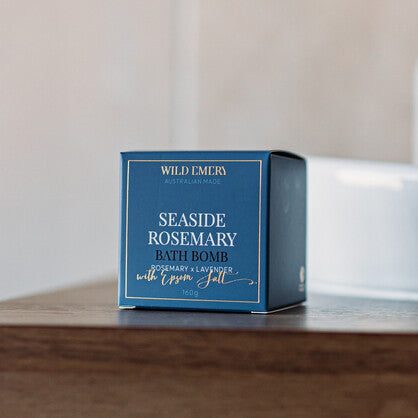 WILD EMERY
AUSTRALIAN MADE
SEASIDE
ROSEMARY
BATH BOMB
ROSEMARY x LAVENDER
with Epsom Salt
160g